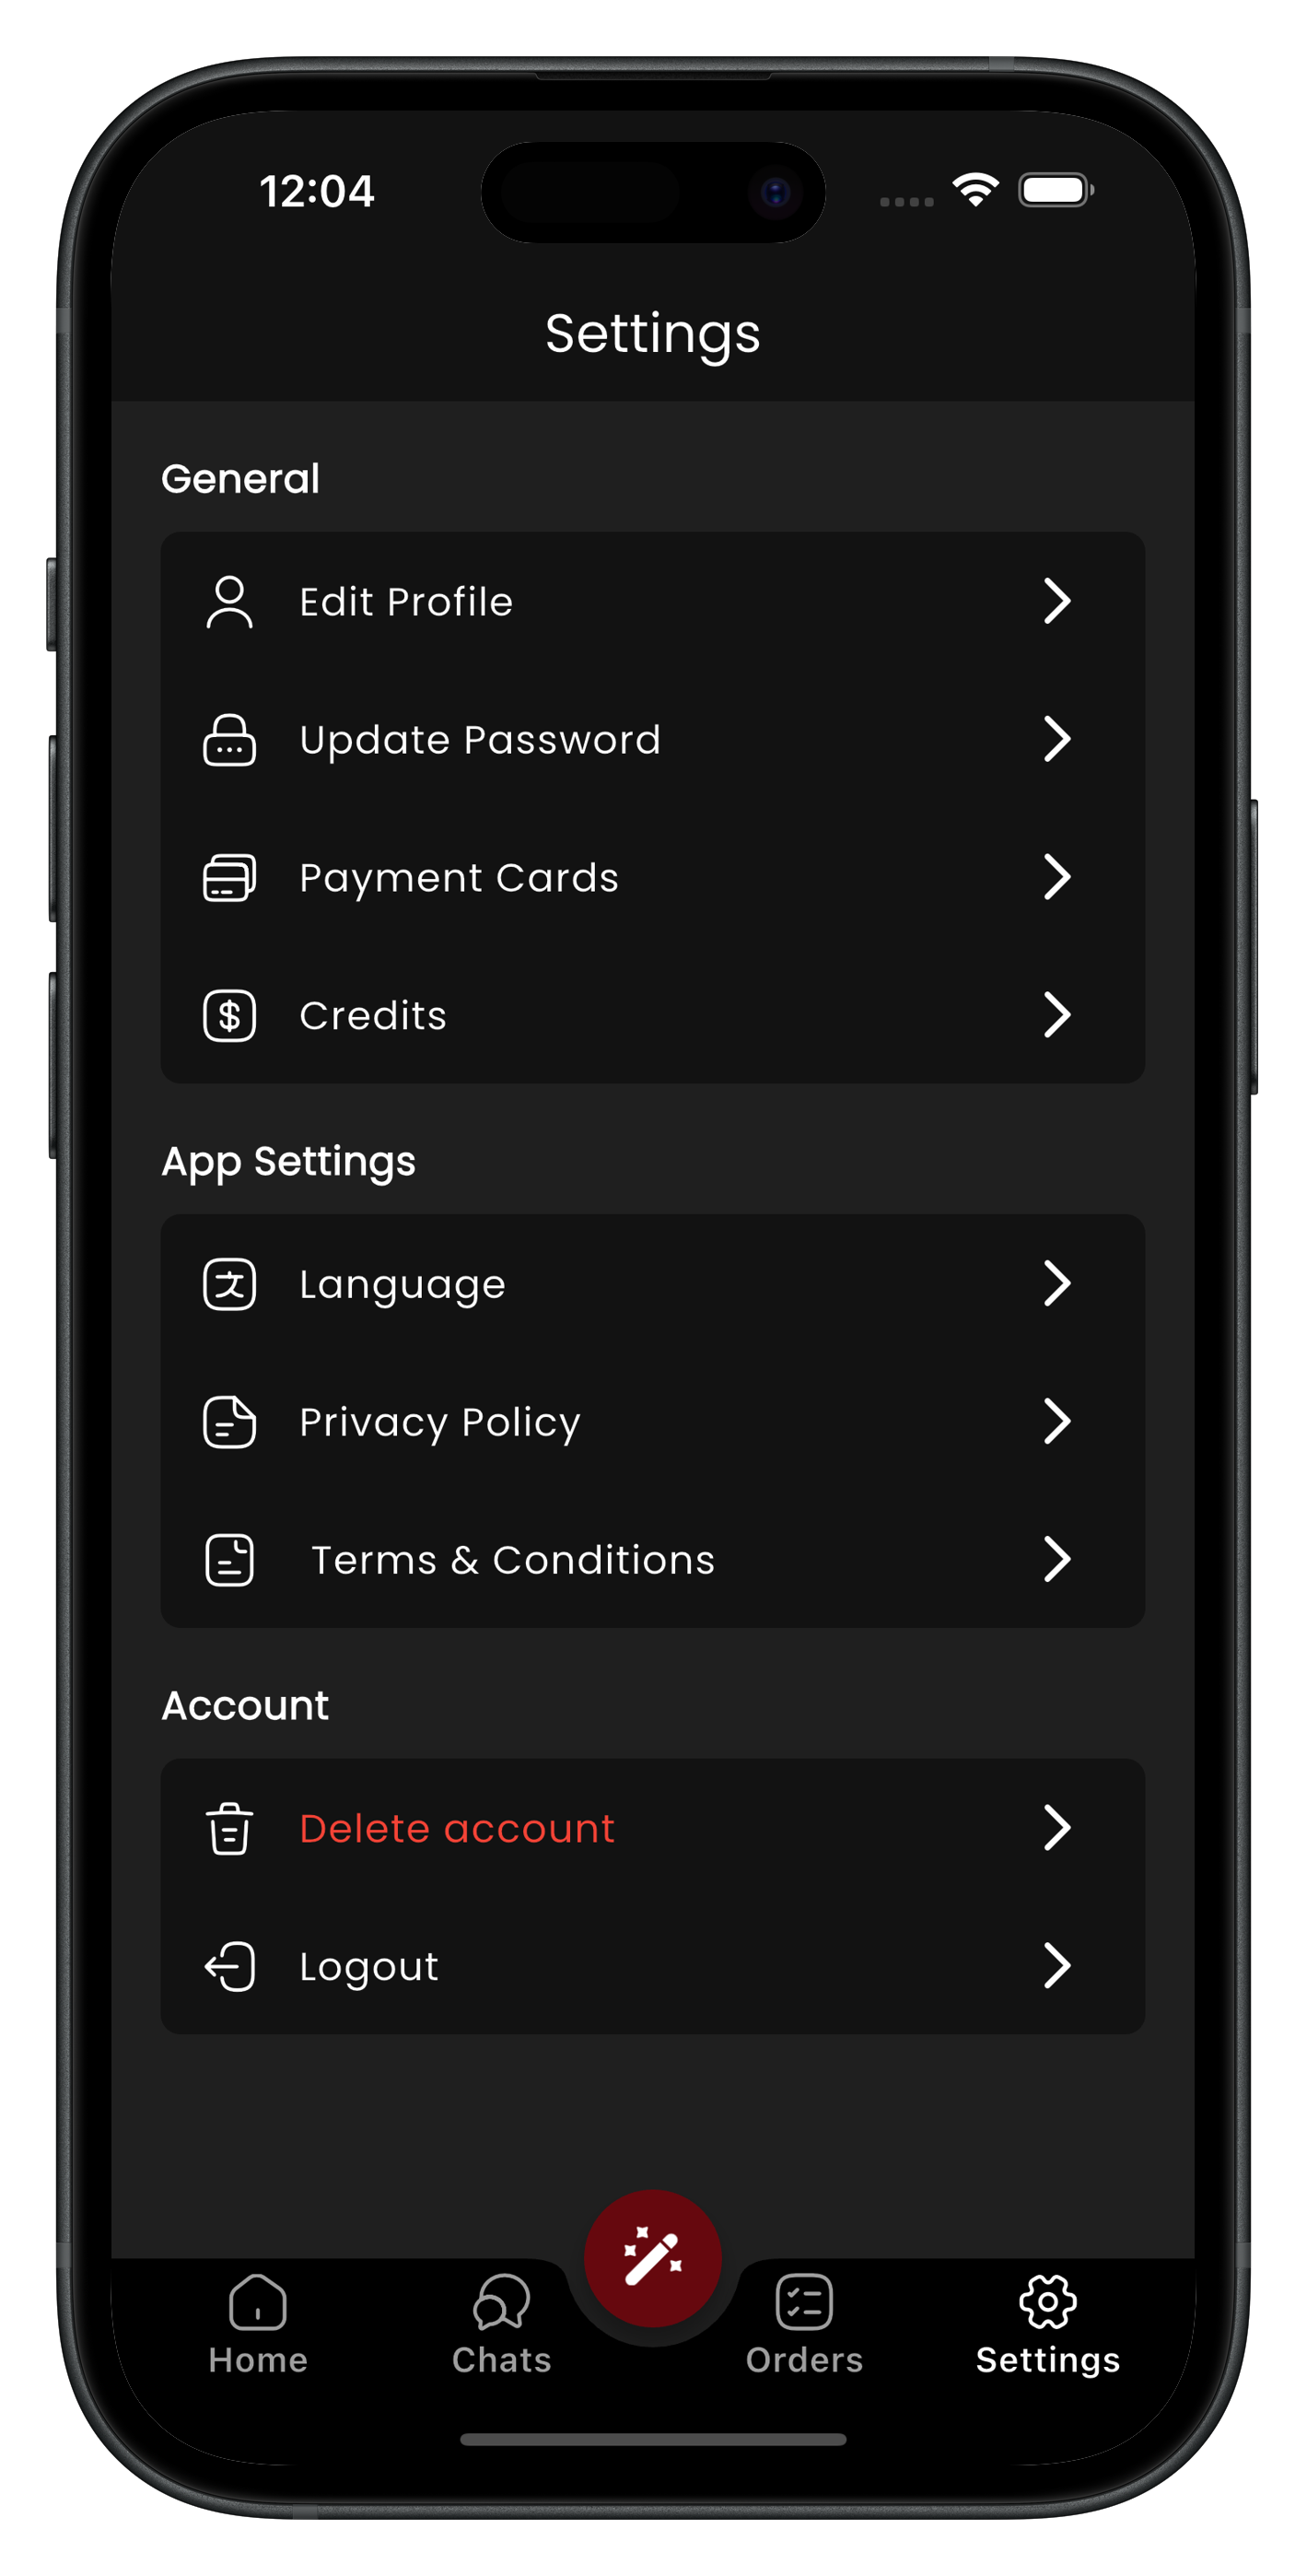 12:04
Settings
General
Edit Profile
Update Password
Payment Cards
$
Credits
App Settings
文
Language
Privacy Policy
Terms & Conditions
Account
Delete account
Logout
Home
Chats
Orders
Settings